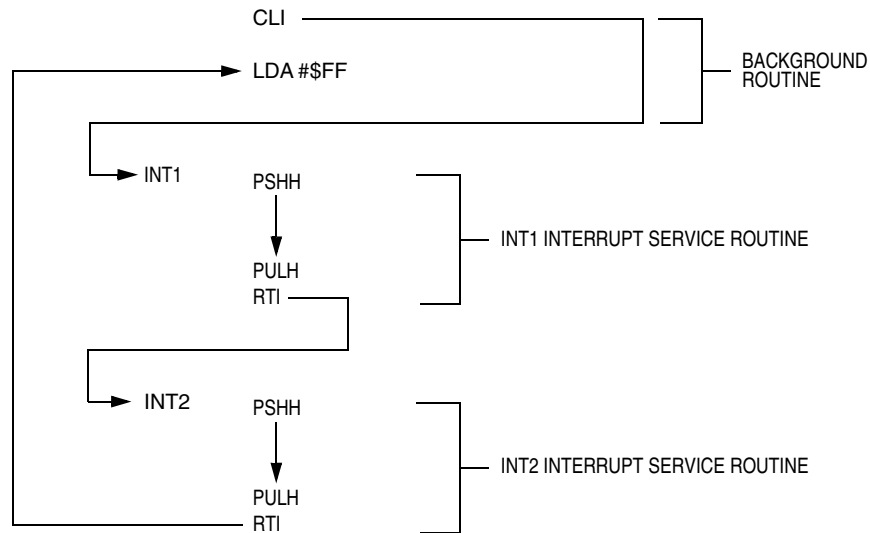 CLI
LDA #$FF
BACKGROUND
ROUTINE
INT1
PSHH
INT1 INTERRUPT SERVICE ROUTINE
PULH
RTI
INT2
PSHH
INT2 INTERRUPT SERVICE ROUTINE
PULH
RTI